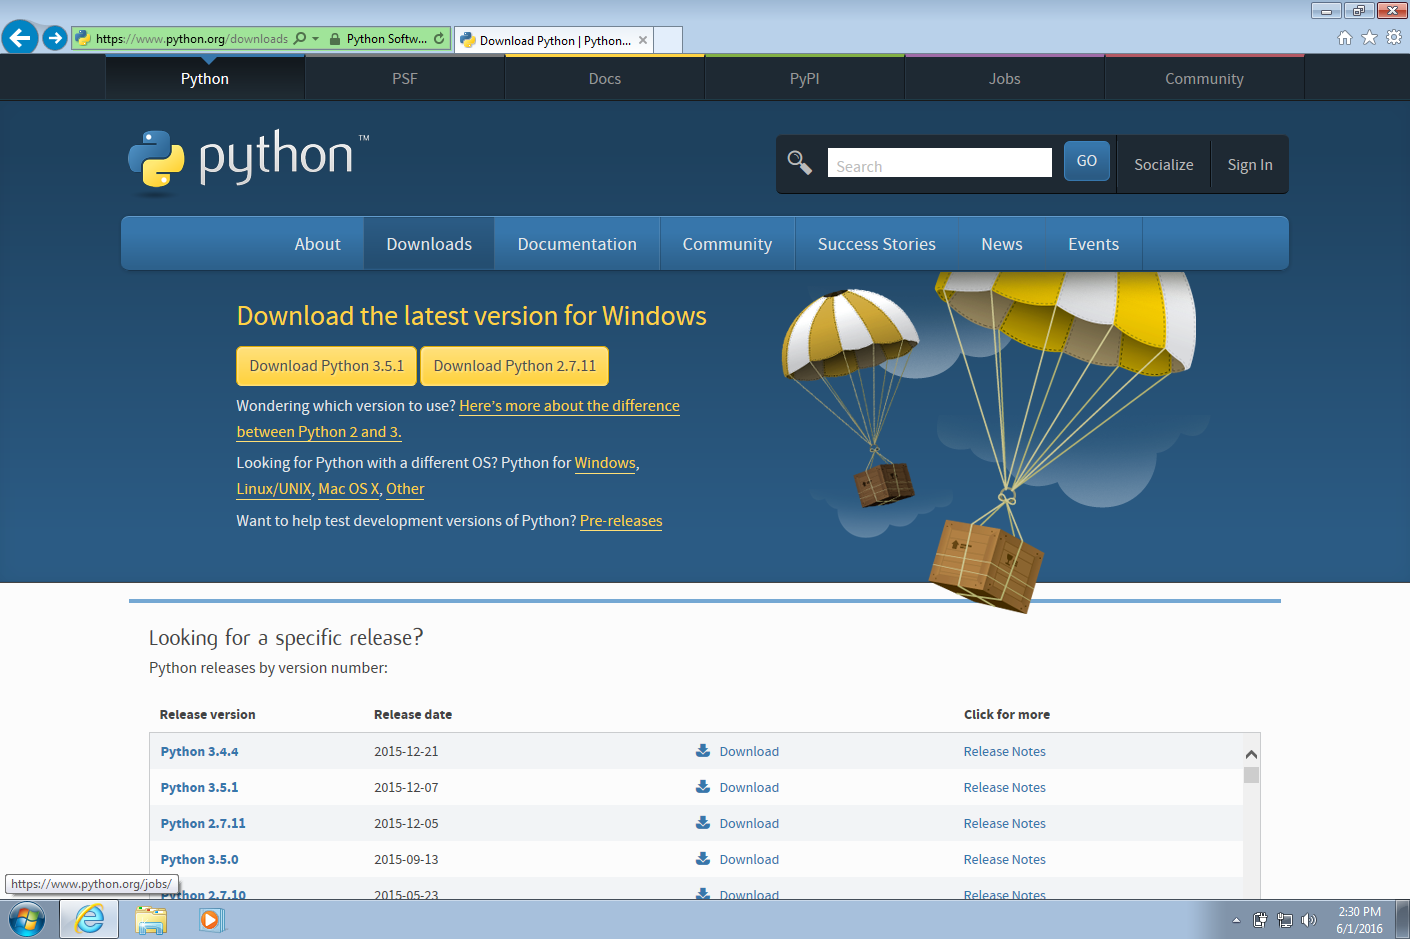 https://www.python.org/downloads
Python Softw...
Download Python | Python...
Python
PSF
Docs
PyPI
Jobs
Community
python™
Search
GO
Socialize
Sign In
About
Downloads
Documentation
Community
Success Stories
News
Events
Download the latest version for Windows
Download Python 3.5.1
Download Python 2.7.11
Wondering which version to use? Here's more about the difference
between Python 2 and 3.
Looking for Python with a different OS? Python for Windows,
Linux/UNIX, Mac OS X, Other
Want to help test development versions of Python? Pre-releases
Looking for a specific release?
Python releases by version number:
Release version Release date Click for more
Python 3.4.4 2015-12-21 Download Release Notes
Python 3.5.1 2015-12-07 Download Release Notes
Python 2.7.11 2015-12-05 Download Release Notes
Python 3.5.0 2015-09-13 Download Release Notes
Python 2.7.10 2015-05-23 Download Release Notes
https://www.python.org/jobs/
2:30 PM
6/1/2016